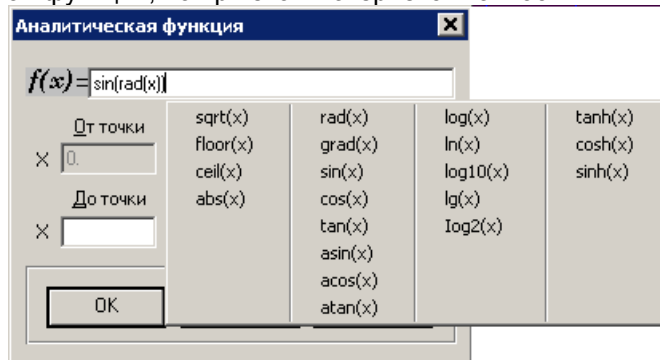 Аналитическая функция
f(x)= sin(rad(x))
От точки
X 0.
До точки
X
sqrt(x) rad(x) log(x) tanh(x)
floor(x) grad(x) ln(x) cosh(x)
ceil(x) sin(x) log10(x) sinh(x)
abs(x) cos(x) lg(x)
tan(x) Iog2(x)
asin(x)
acos(x)
atan(x)
OK